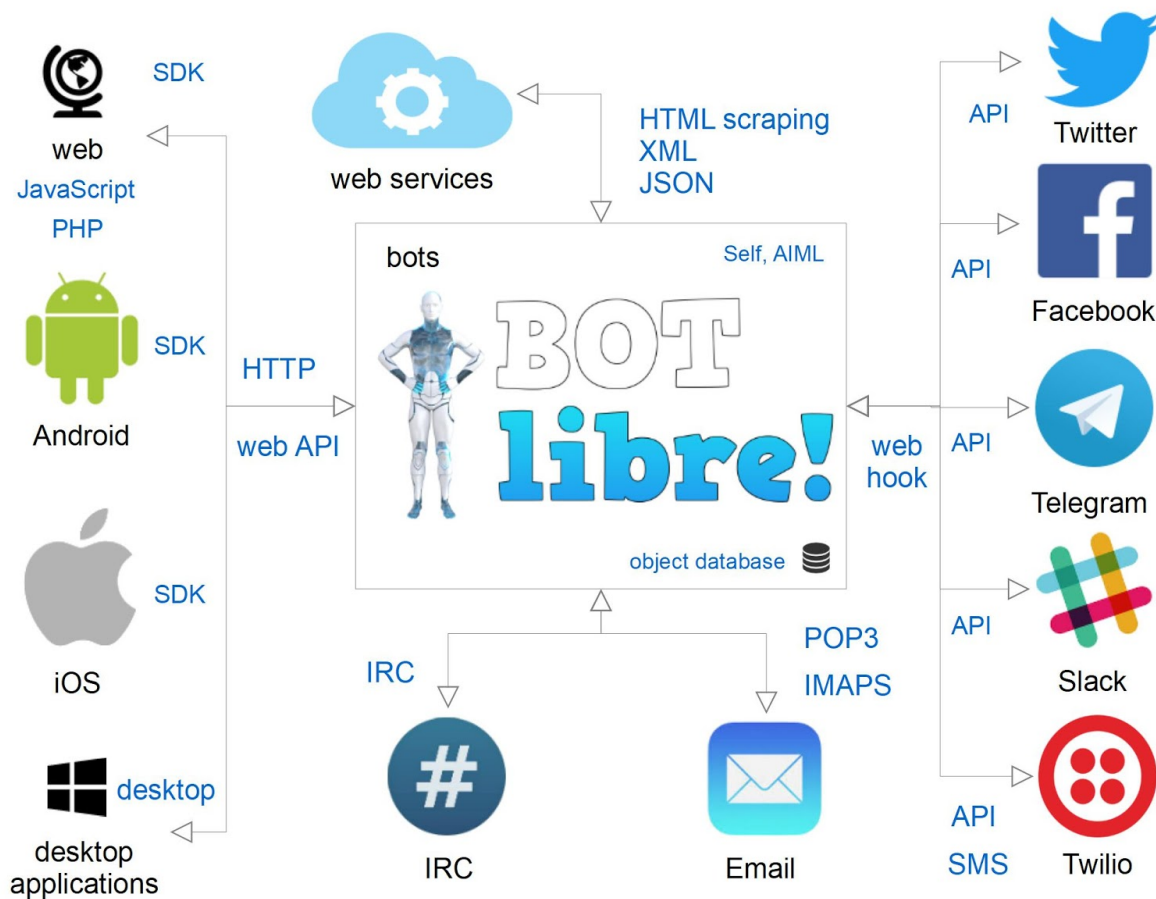 SDK
web
JavaScript
PHP
SDK
Android
SDK
iOS
desktop
desktop
applications
HTTP
web API
web services
HTML scraping
XML
JSON
bots
Self, AIML
BOT
libre!
object database
IRC
IRC
POP3
IMAPS
Email
web
hook
API
Twitter
API
Facebook
API
Telegram
API
Slack
API
SMS
Twilio